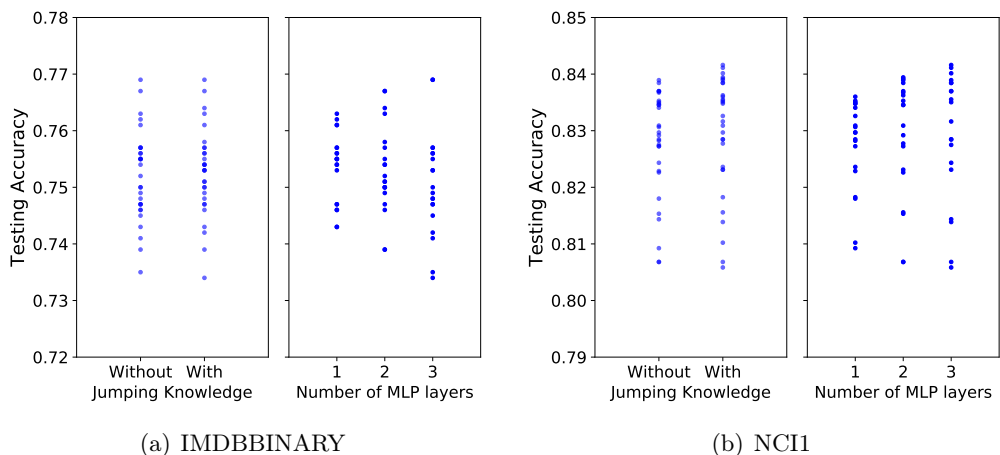 0.78
0.77
0.76
0.75
0.74
0.73
0.72
Testing Accuracy
Without With
Jumping Knowledge
1 2 3
Number of MLP layers
(a) IMDBBINARY
0.85
0.84
0.83
0.82
0.81
0.80
0.79
Testing Accuracy
Without With
Jumping Knowledge
1 2 3
Number of MLP layers
(b) NCI1